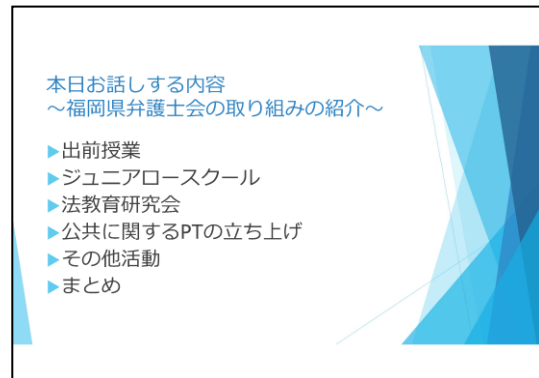 本日お話しする内容
～福岡県弁護士会の取り組みの紹介～
▶出前授業
▶ジュニアロースクール
▶法教育研究会
▶公共に関するPTの立ち上げ
▶その他活動
▶まとめ